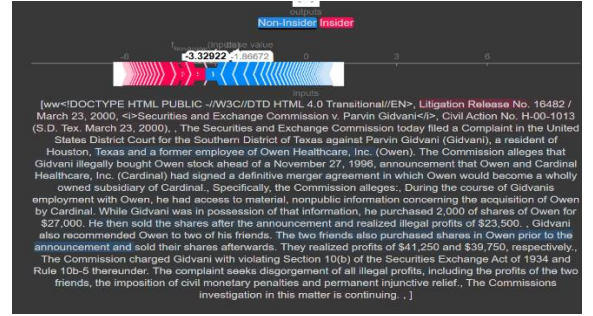 outputs
Non-Insider Insider
base value
-6
-3.32922
-1.86672
0
3
6
inputs
[ww<!DOCTYPE HTML PUBLIC -//W3C//DTD HTML 4.0 Transitional//EN>, Litigation Release No. 16482 /
March 23, 2000, <i>Securities and Exchange Commission v. Parvin Gidvani</i>, Civil Action No. H-00-1013
(S.D. Tex. March 23, 2000), , The Securities and Exchange Commission today filed a Complaint in the United
States District Court for the Southern District of Texas against Parvin Gidvani (Gidvani), a resident of
Houston, Texas and a former employee of Owen Healthcare, Inc. (Owen). The Commission alleges that
Gidvani illegally bought Owen stock ahead of a November 27, 1996, announcement that Owen and Cardinal
Healthcare, Inc. (Cardinal) had signed a definitive merger agreement in which Owen would become a wholly
owned subsidiary of Cardinal., Specifically, the Commission alleges:, During the course of Gidvanis
employment with Owen, he had access to material, nonpublic information concerning the acquisition of Owen
by Cardinal. While Gidvani was in possession of that information, he purchased 2,000 shares of Owen for
$27,000. He then sold the shares after the announcement and realized illegal profits of $23,500. , Gidvani
also recommended Owen to two of his friends. The two friends also purchased shares in Owen prior to the
announcement and sold their shares afterwards. They realized profits of $41,250 and $39,750, respectively.,
The Commission charged Gidvani with violating Section 10(b) of the Securities Exchange Act of 1934 and
Rule 10b-5 thereunder. The complaint seeks disgorgement of all illegal profits, including the profits of the two
friends, the imposition of civil monetary penalties and permanent injunctive relief., The Commissions
investigation in this matter is continuing. , ]